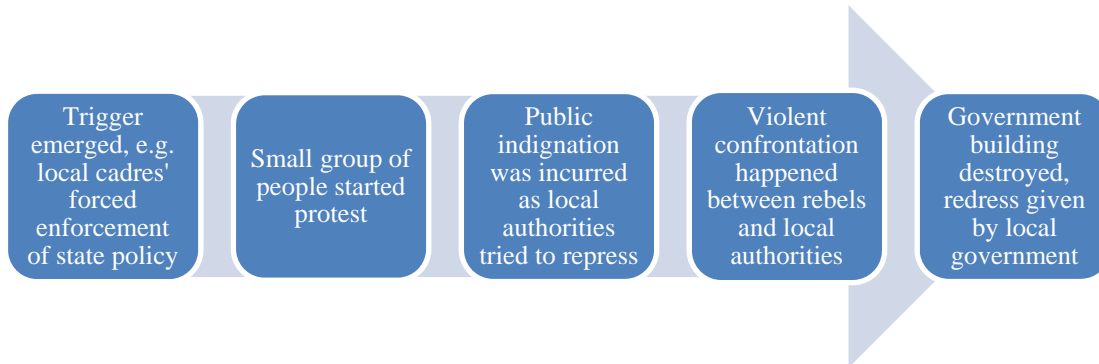 Trigger
emerged, e.g.
local cadres'
forced
enforcement
of state policy
Small group of
people started
protest
Public
indignation
was incurred
as local
authorities
tried to repress
Violent
confrontation
happened
between rebels
and local
authorities
Government
building
destroyed,
redress given
by local
government